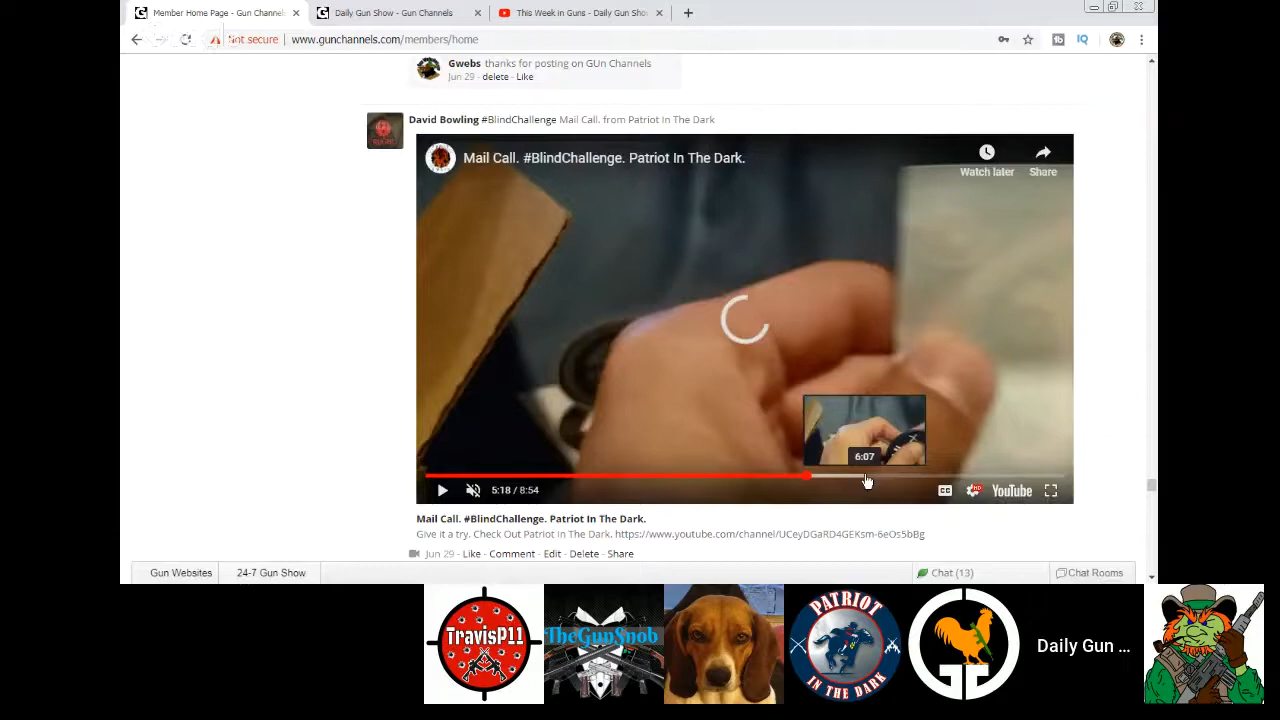 Member Home Page - Gun Channels
Daily Gun Show - Gun Channels
This Week in Guns - Daily Gun Sho
Not secure
www.gunchannels.com/members/home
Gwebs thanks for posting on GUn Channels
Jun 29 - delete - Like
David Bowling #BlindChallenge Mail Call. from Patriot In The Dark
Mail Call. #BlindChallenge. Patriot In The Dark.
Watch later
Share
6:07
5:18 / 8:54
CC
HD
YouTube
Mail Call. #BlindChallenge. Patriot In The Dark.
Give it a try. Check Out Patriot In The Dark. https://www.youtube.com/channel/UCeyDGaRD4GEKsm-6eOs5bBg
Jun 29 - Like - Comment - Edit - Delete - Share
Gun Websites
24-7 Gun Show
Chat (13)
Chat Rooms
TravisP11
TheGunSnob
PATRIOT
IN THE DARK
GG
Daily Gun ...